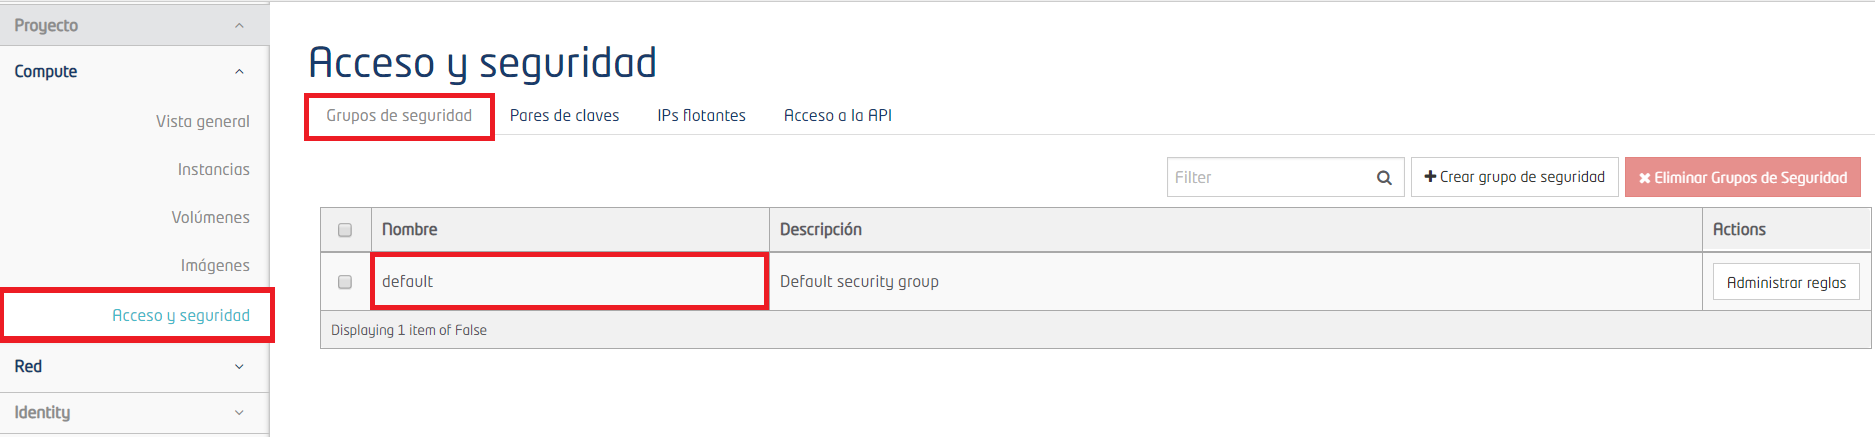 Proyecto
Compute
Vista general
Instancias
Volúmenes
Imágenes
Acceso y seguridad
Red
Identity
Acceso y seguridad
Grupos de seguridad Pares de claves IPs flotantes Acceso a la API
Filter Crear grupo de seguridad Eliminar Grupos de Seguridad
Nombre Descripción Actions
default Default security group Administrar reglas
Displaying 1 item of False